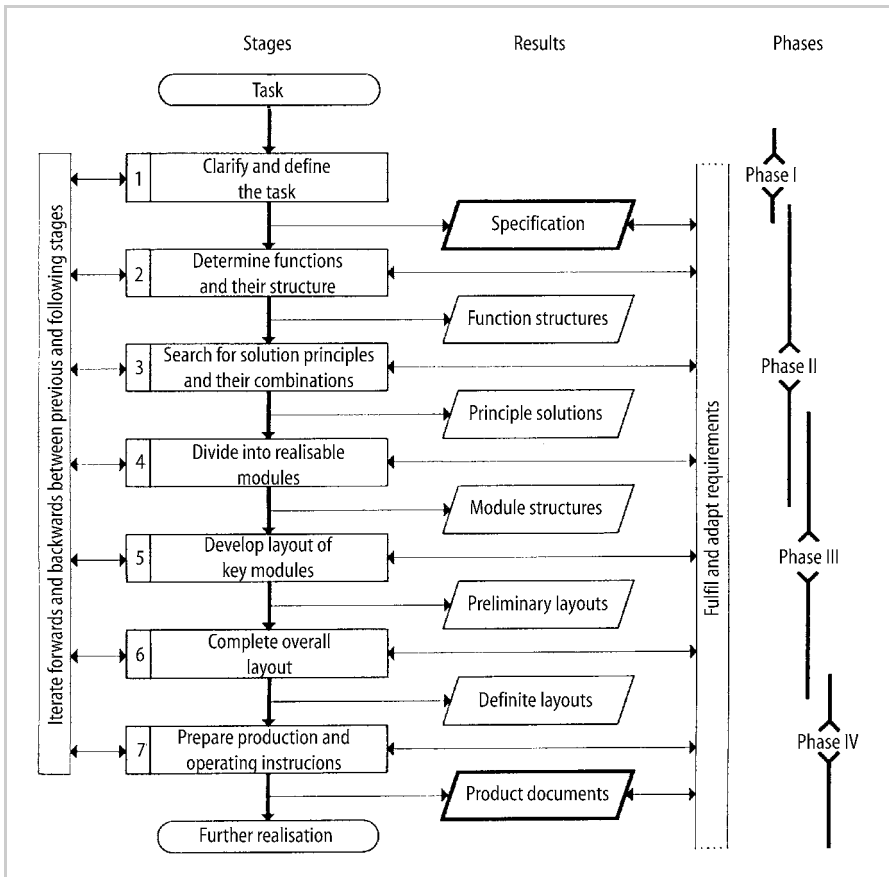 Stages
Results
Phases
Task
1
Clarify and define
the task
Phase I
Specification
2
Determine functions
and their structure
Function structures
3
Search for solution principles
and their combinations
Phase II
Principle solutions
4
Divide into realisable
modules
Module structures
5
Develop layout of
key modules
Phase III
Preliminary layouts
6
Complete overall
layout
Definite layouts
7
Prepare production and
operating instrucions
Phase IV
Product documents
Further realisation
Iterate forwards and backwards between previous and following stages
Fulfil and adapt requirements